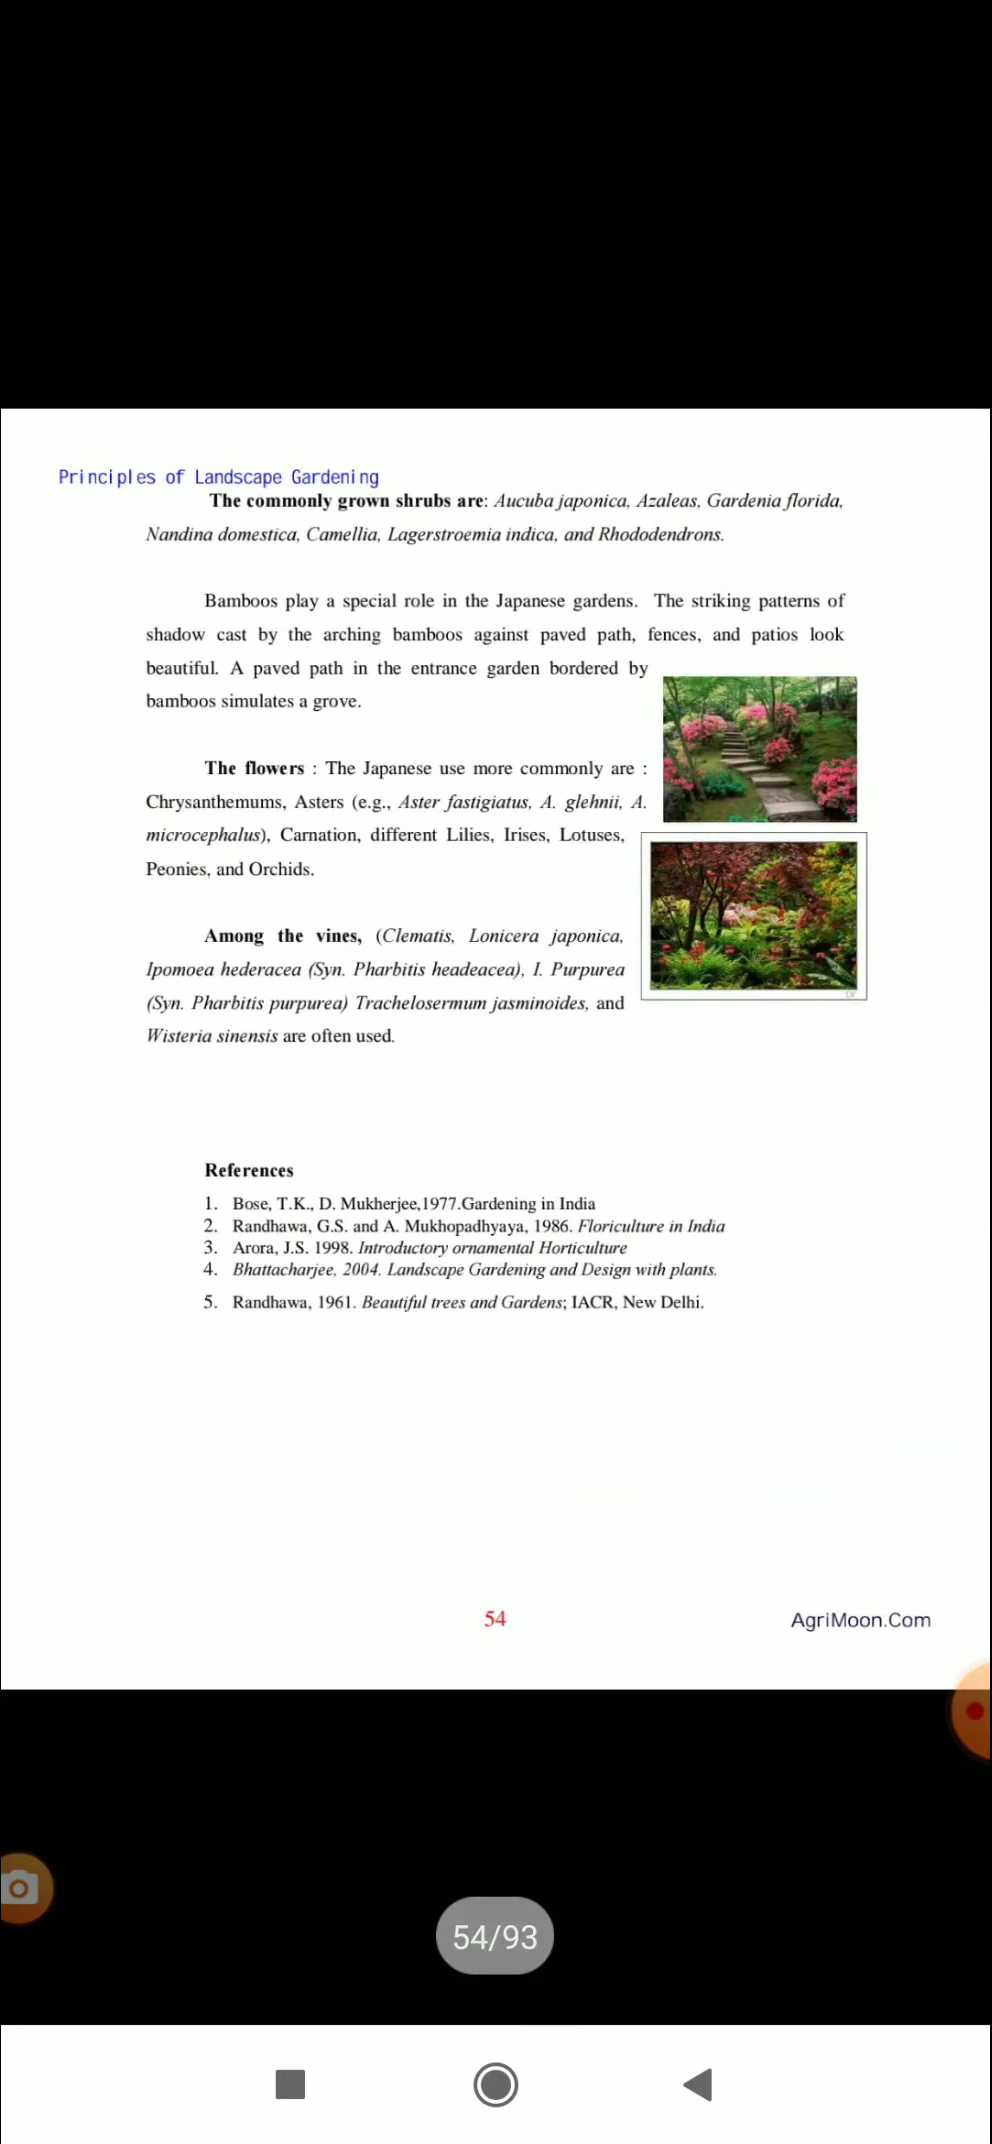 Principles of Landscape Gardening
The commonly grown shrubs are: Aucuba japonica, Azaleas, Gardenia florida,
Nandina domestica, Camellia, Lagerstroemia indica, and Rhododendrons.
Bamboos play a special role in the Japanese gardens. The striking patterns of
shadow cast by the arching bamboos against paved path, fences, and patios look
beautiful. A paved path in the entrance garden bordered by
bamboos simulates a grove.
The flowers : The Japanese use more commonly are :
Chrysanthemums, Asters (e.g., Aster fastigiatus, A. glehnii, A.
microcephalus), Carnation, different Lilies, Irises, Lotuses,
Peonies, and Orchids.
Among the vines, (Clematis, Lonicera japonica,
Ipomoea hederacea (Syn. Pharbitis headeacea), I. Purpurea
(Syn. Pharbitis purpurea) Trachelosermum jasminoides, and
Wisteria sinensis are often used.
References
1. Bose, T.K., D. Mukherjee,1977.Gardening in India
2. Randhawa, G.S. and A. Mukhopadhyaya, 1986. Floriculture in India
3. Arora, J.S. 1998. Introductory ornamental Horticulture
4. Bhattacharjee, 2004. Landscape Gardening and Design with plants.
5. Randhawa, 1961. Beautiful trees and Gardens; IACR, New Delhi.
54
AgriMoon.Com
54/93